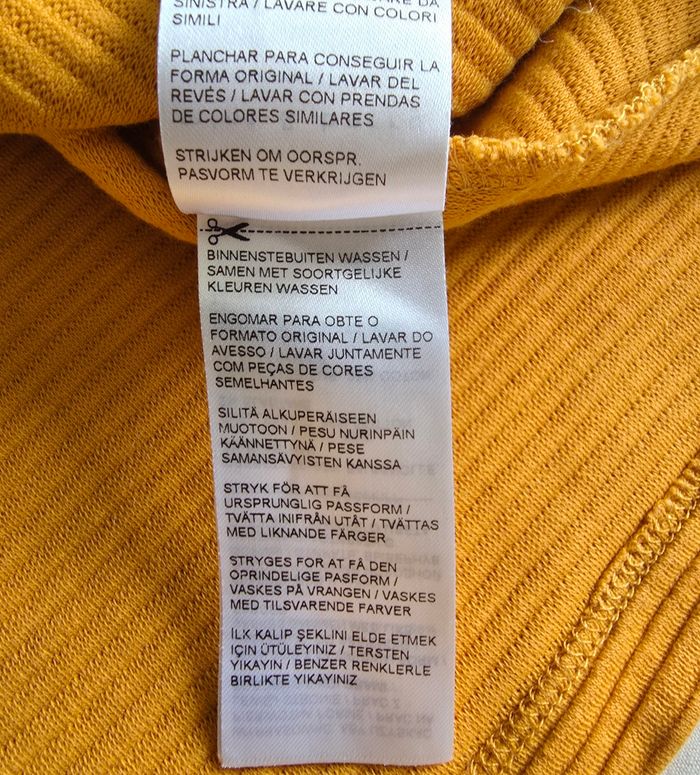 SINISTRA / LAVARE CON COLORI
SIMILI
PLANCHAR PARA CONSEGUIR LA
FORMA ORIGINAL / LAVAR DEL
REVÉS / LAVAR CON PRENDAS
DE COLORES SIMILARES
STRIJKEN OM OORSPR.
PASVORM TE VERKRIJGEN
BINNENSTEBUITEN WASSEN /
SAMEN MET SOORTGELIJKE
KLEUREN WASSEN
ENGOMAR PARA OBTE O
FORMATO ORIGINAL / LAVAR DO
AVESSO / LAVAR JUNTAMENTE
COM PEÇAS DE CORES
SEMELHANTES
SILITÄ ALKUPERÄISEEN
MUOTOON / PESU NURINPÄIN
KÄÄNNETTYNÄ / PESE
SAMANSÄVYISTEN KANSSA
STRYK FÖR ATT FÅ
URSPRUNGLIG PASSFORM /
TVÄTTA INIFRÅN UTÅT / TVÄTTAS
MED LIKNANDE FÄRGER
STRYGES FOR AT FÅ DEN
OPRINDELIGE PASFORM /
VASKES PÅ VRANGEN / VASKES
MED TILSVARENDE FARVER
İLK KALIP ŞEKLİNİ ELDE ETMEK
İÇİN ÜTÜLEYİNİZ / TERSTEN
YIKAYIN / BENZER RENKLERLE
BİRLİKTE YIKAYINIZ